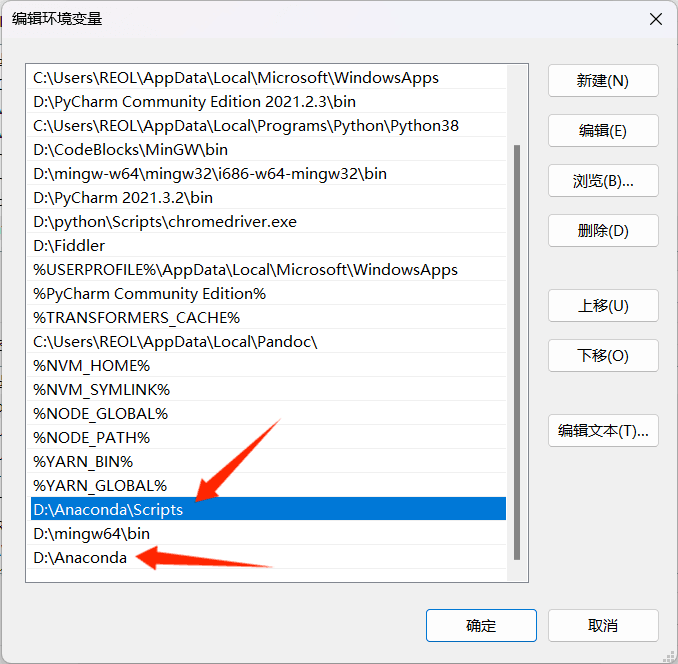 编辑环境变量
C:\Users\REOL\AppData\Local\Microsoft\WindowsApps
D:\PyCharm Community Edition 2021.2.3\bin
C:\Users\REOL\AppData\Local\Programs\Python\Python38
D:\CodeBlocks\MinGW\bin
D:\mingw-w64\mingw32\i686-w64-mingw32\bin
D:\PyCharm 2021.3.2\bin
D:\python\Scripts\chromedriver.exe
D:\Fiddler
%USERPROFILE%\AppData\Local\Microsoft\WindowsApps
%PyCharm Community Edition%
%TRANSFORMERS_CACHE%
C:\Users\REOL\AppData\Local\Pandoc\
%NVM_HOME%
%NVM_SYMLINK%
%NODE_GLOBAL%
%NODE_PATH%
%YARN_BIN%
%YARN_GLOBAL%
D:\Anaconda\Scripts
D:\mingw64\bin
D:\Anaconda
新建(N)
编辑(E)
浏览(B)...
删除(D)
上移(U)
下移(O)
编辑文本(T)...
确定
取消